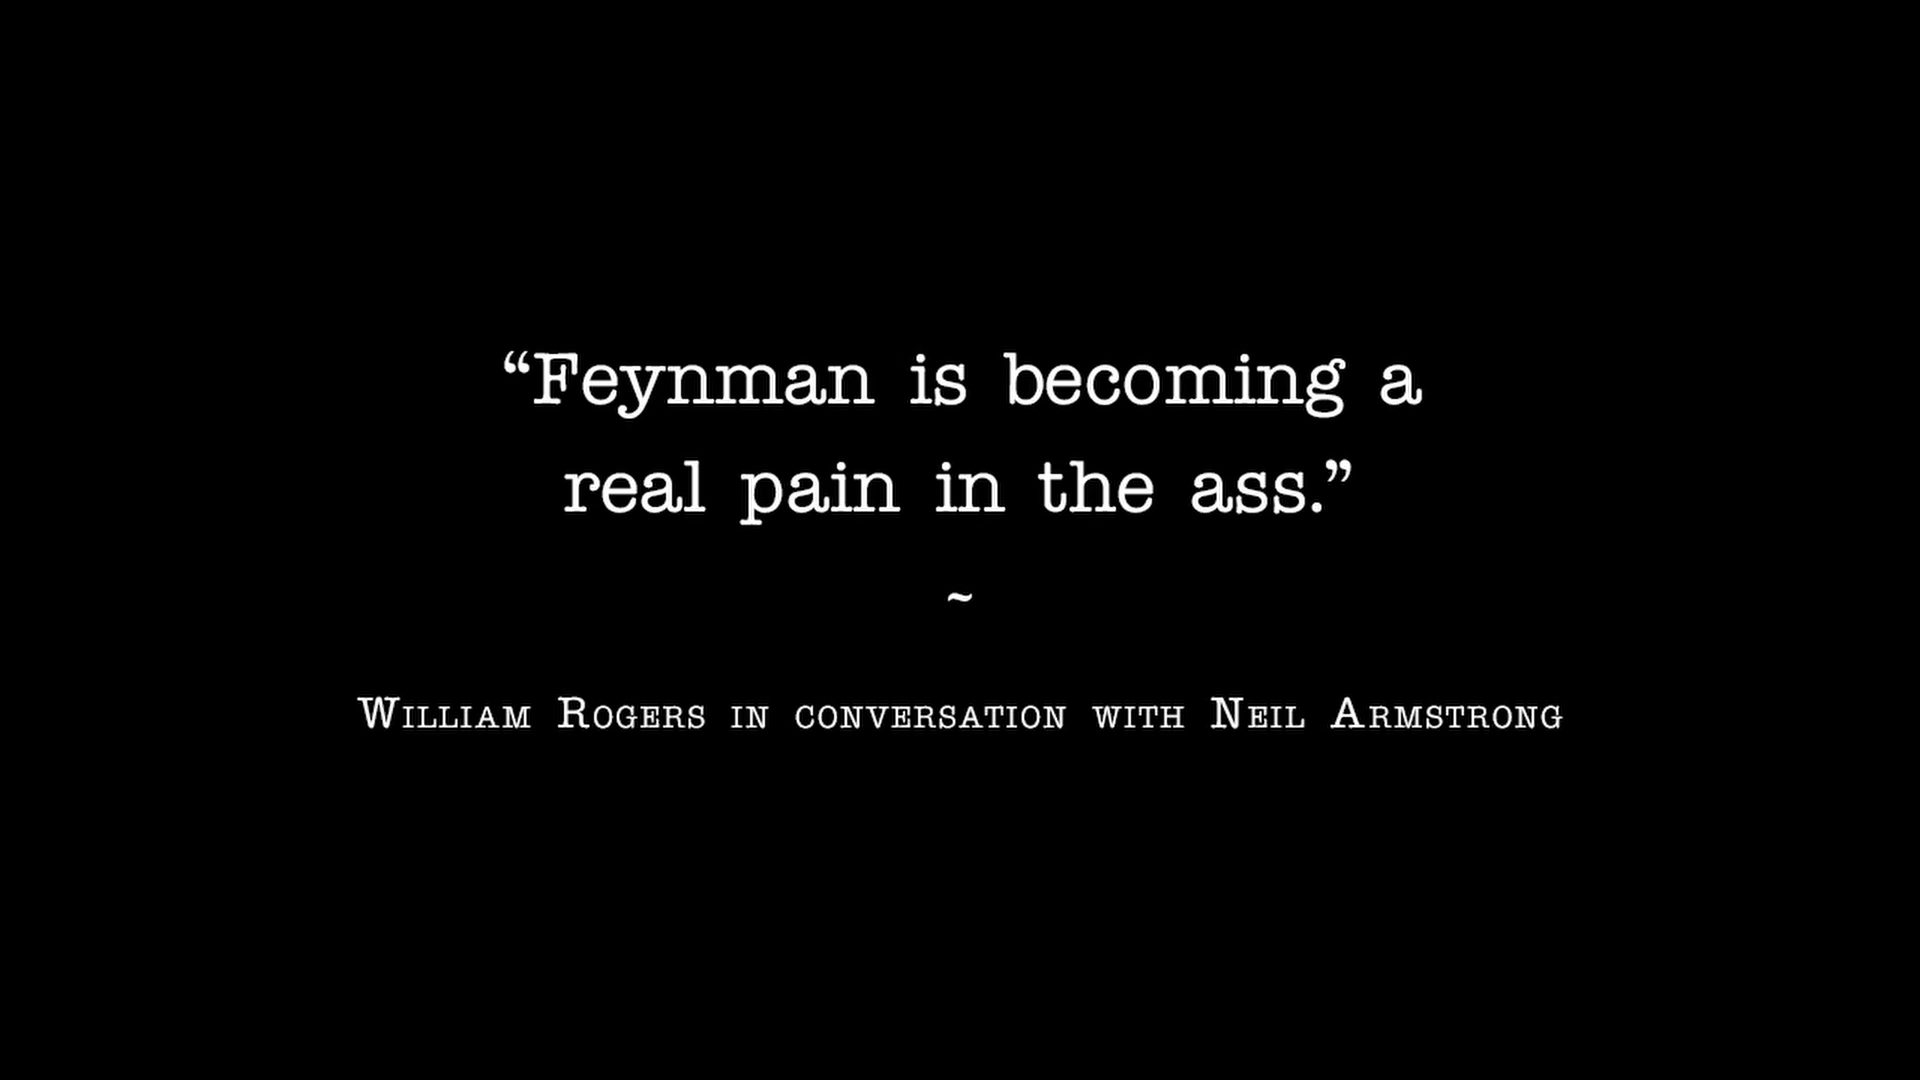 “Feynman is becoming a
real pain in the ass.”
~
William Rogers in conversation with Neil Armstrong